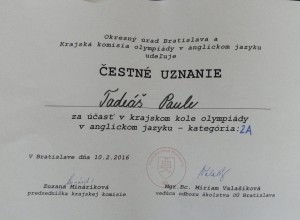 Okresný úrad Bratislava a
Krajská komisia olympiády v anglickom jazyku
udeľuje
ČESTNÉ UZNANIE
Tadeáš
za účasť v krajskom kole olympiády
v anglickom jazyku - kategória: 2A
V Bratislave dňa 10.2.2016
Zuzana Mináriková
predsedníčka krajskej komisie
Mgr. Bc. Miriam Valašíková
vedúca odboru školstva OÚ Bratislava